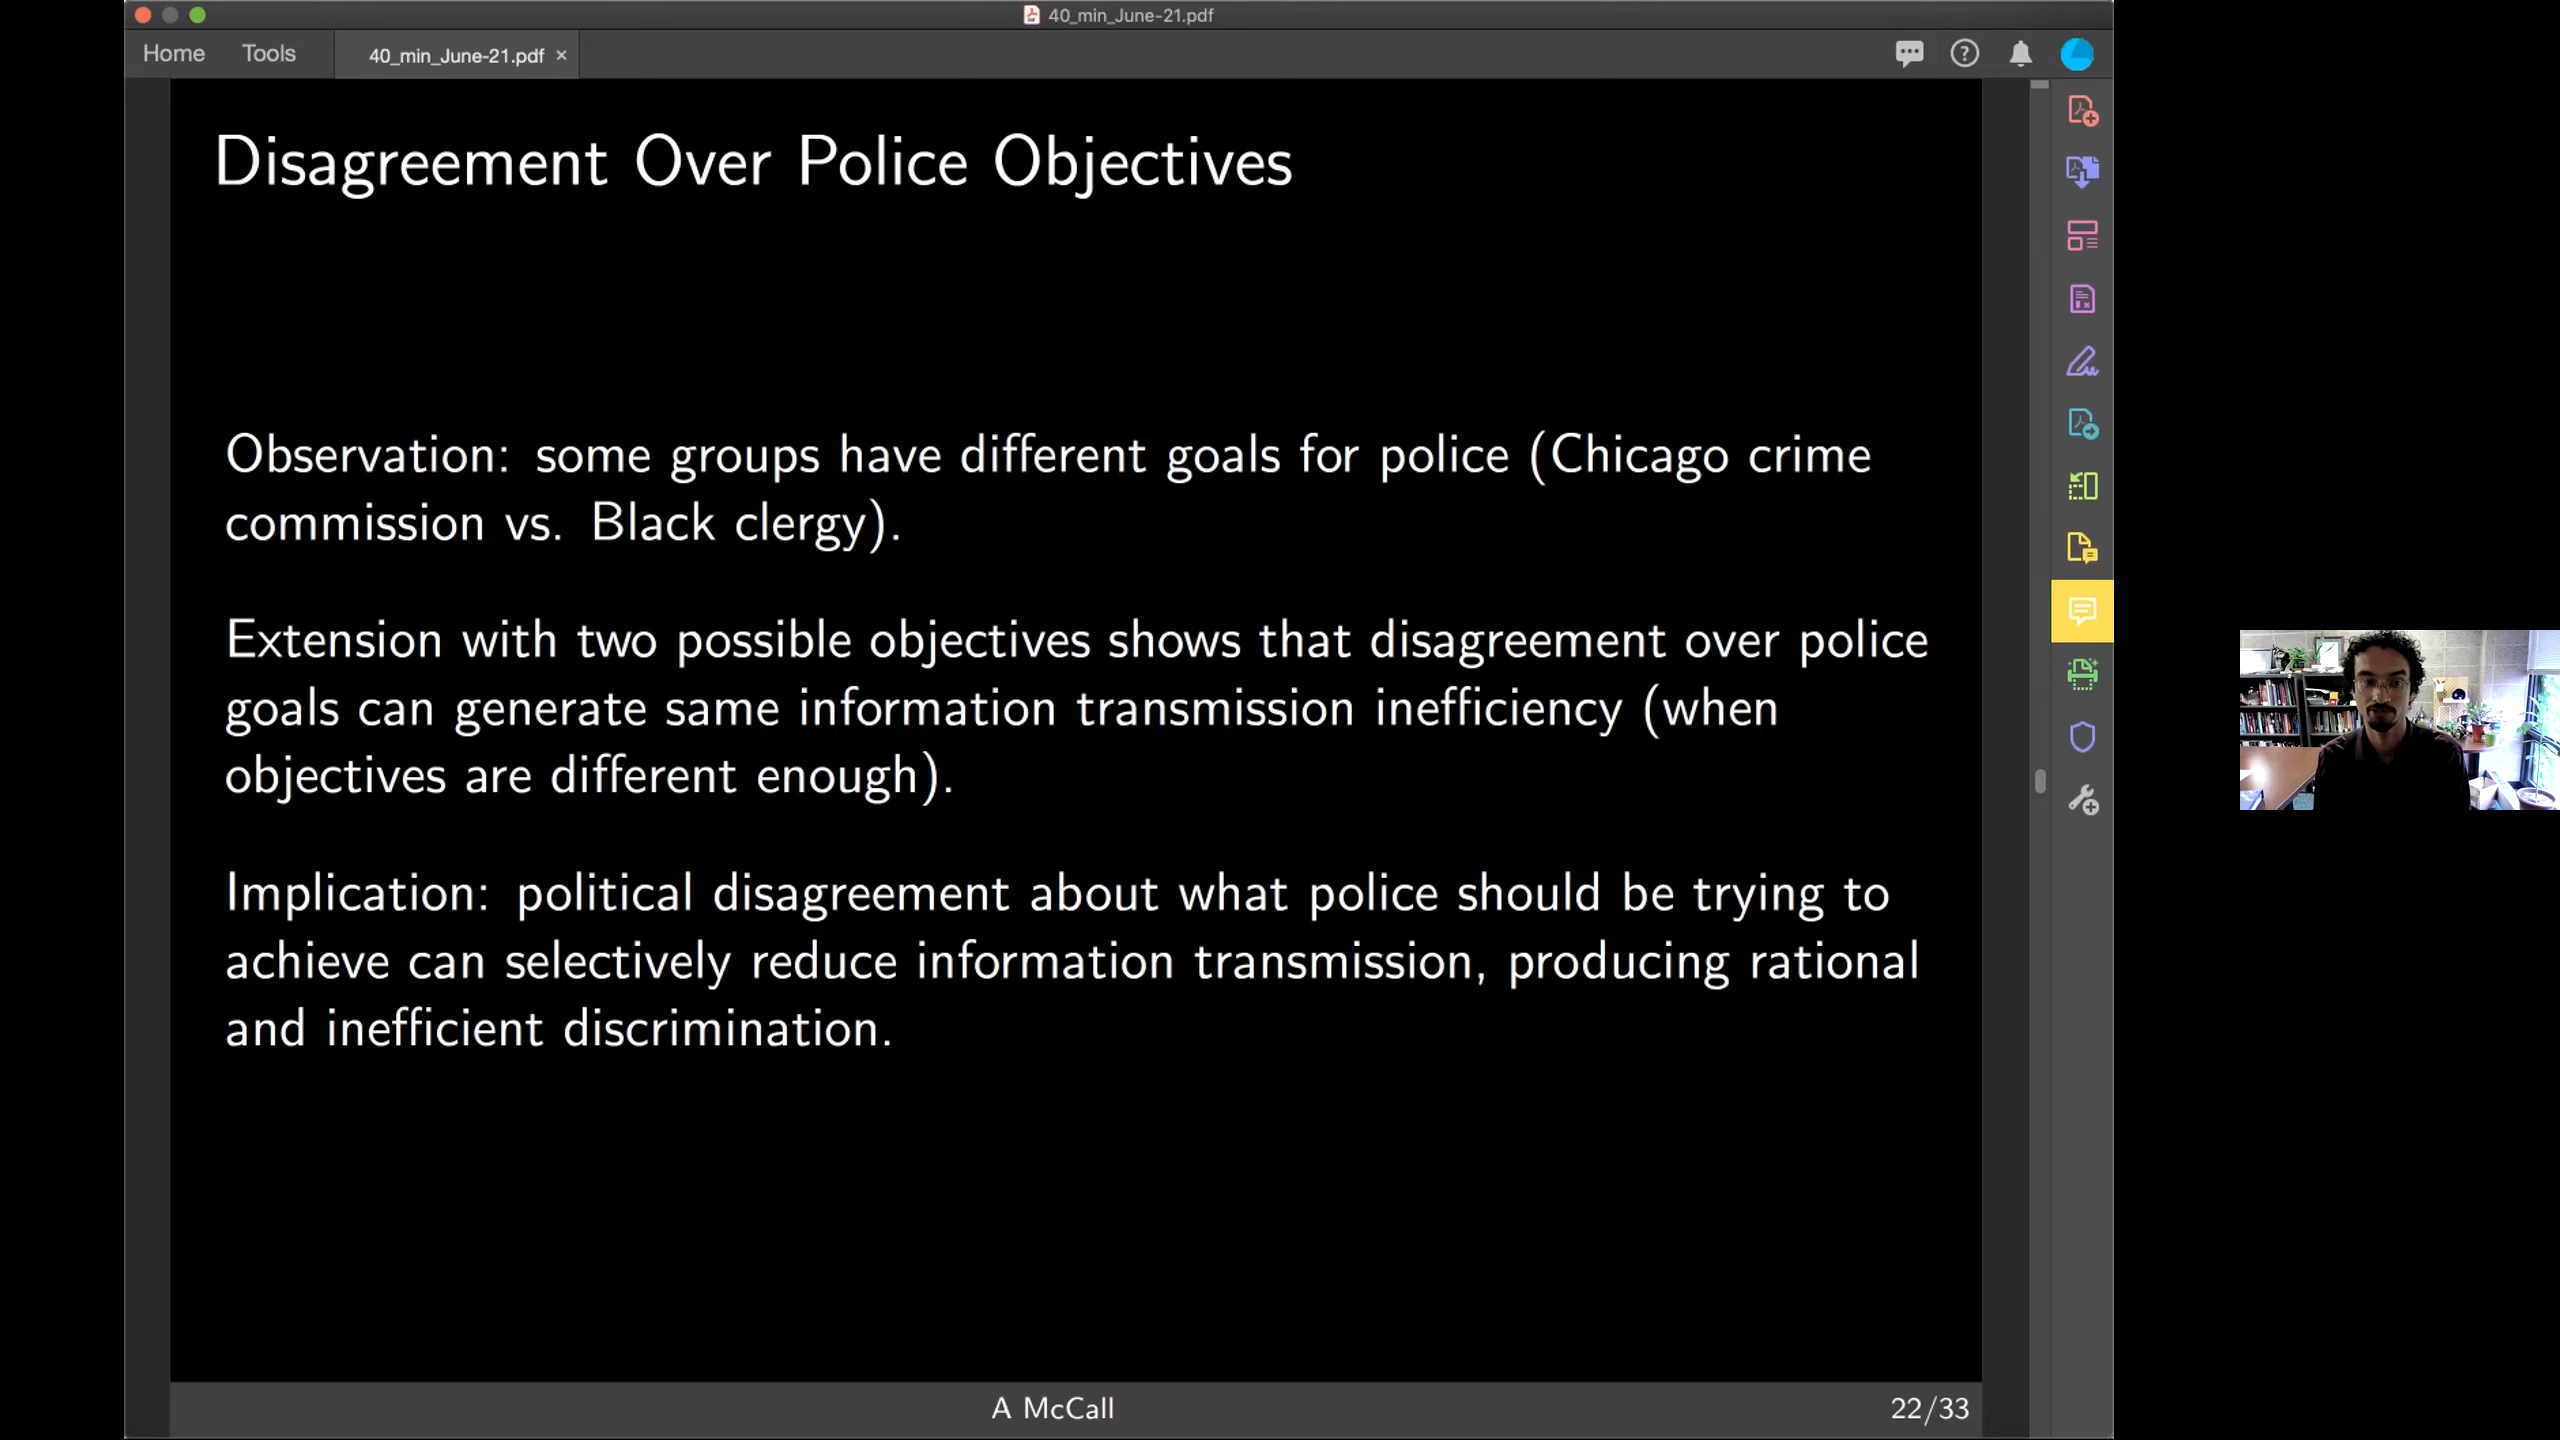 40_min_June-21.pdf
Home Tools 40_min_June-21.pdf ×
Disagreement Over Police Objectives
Observation: some groups have different goals for police (Chicago crime
commission vs. Black clergy).
Extension with two possible objectives shows that disagreement over police
goals can generate same information transmission inefficiency (when
objectives are different enough).
Implication: political disagreement about what police should be trying to
achieve can selectively reduce information transmission, producing rational
and inefficient discrimination.
A McCall 22/33